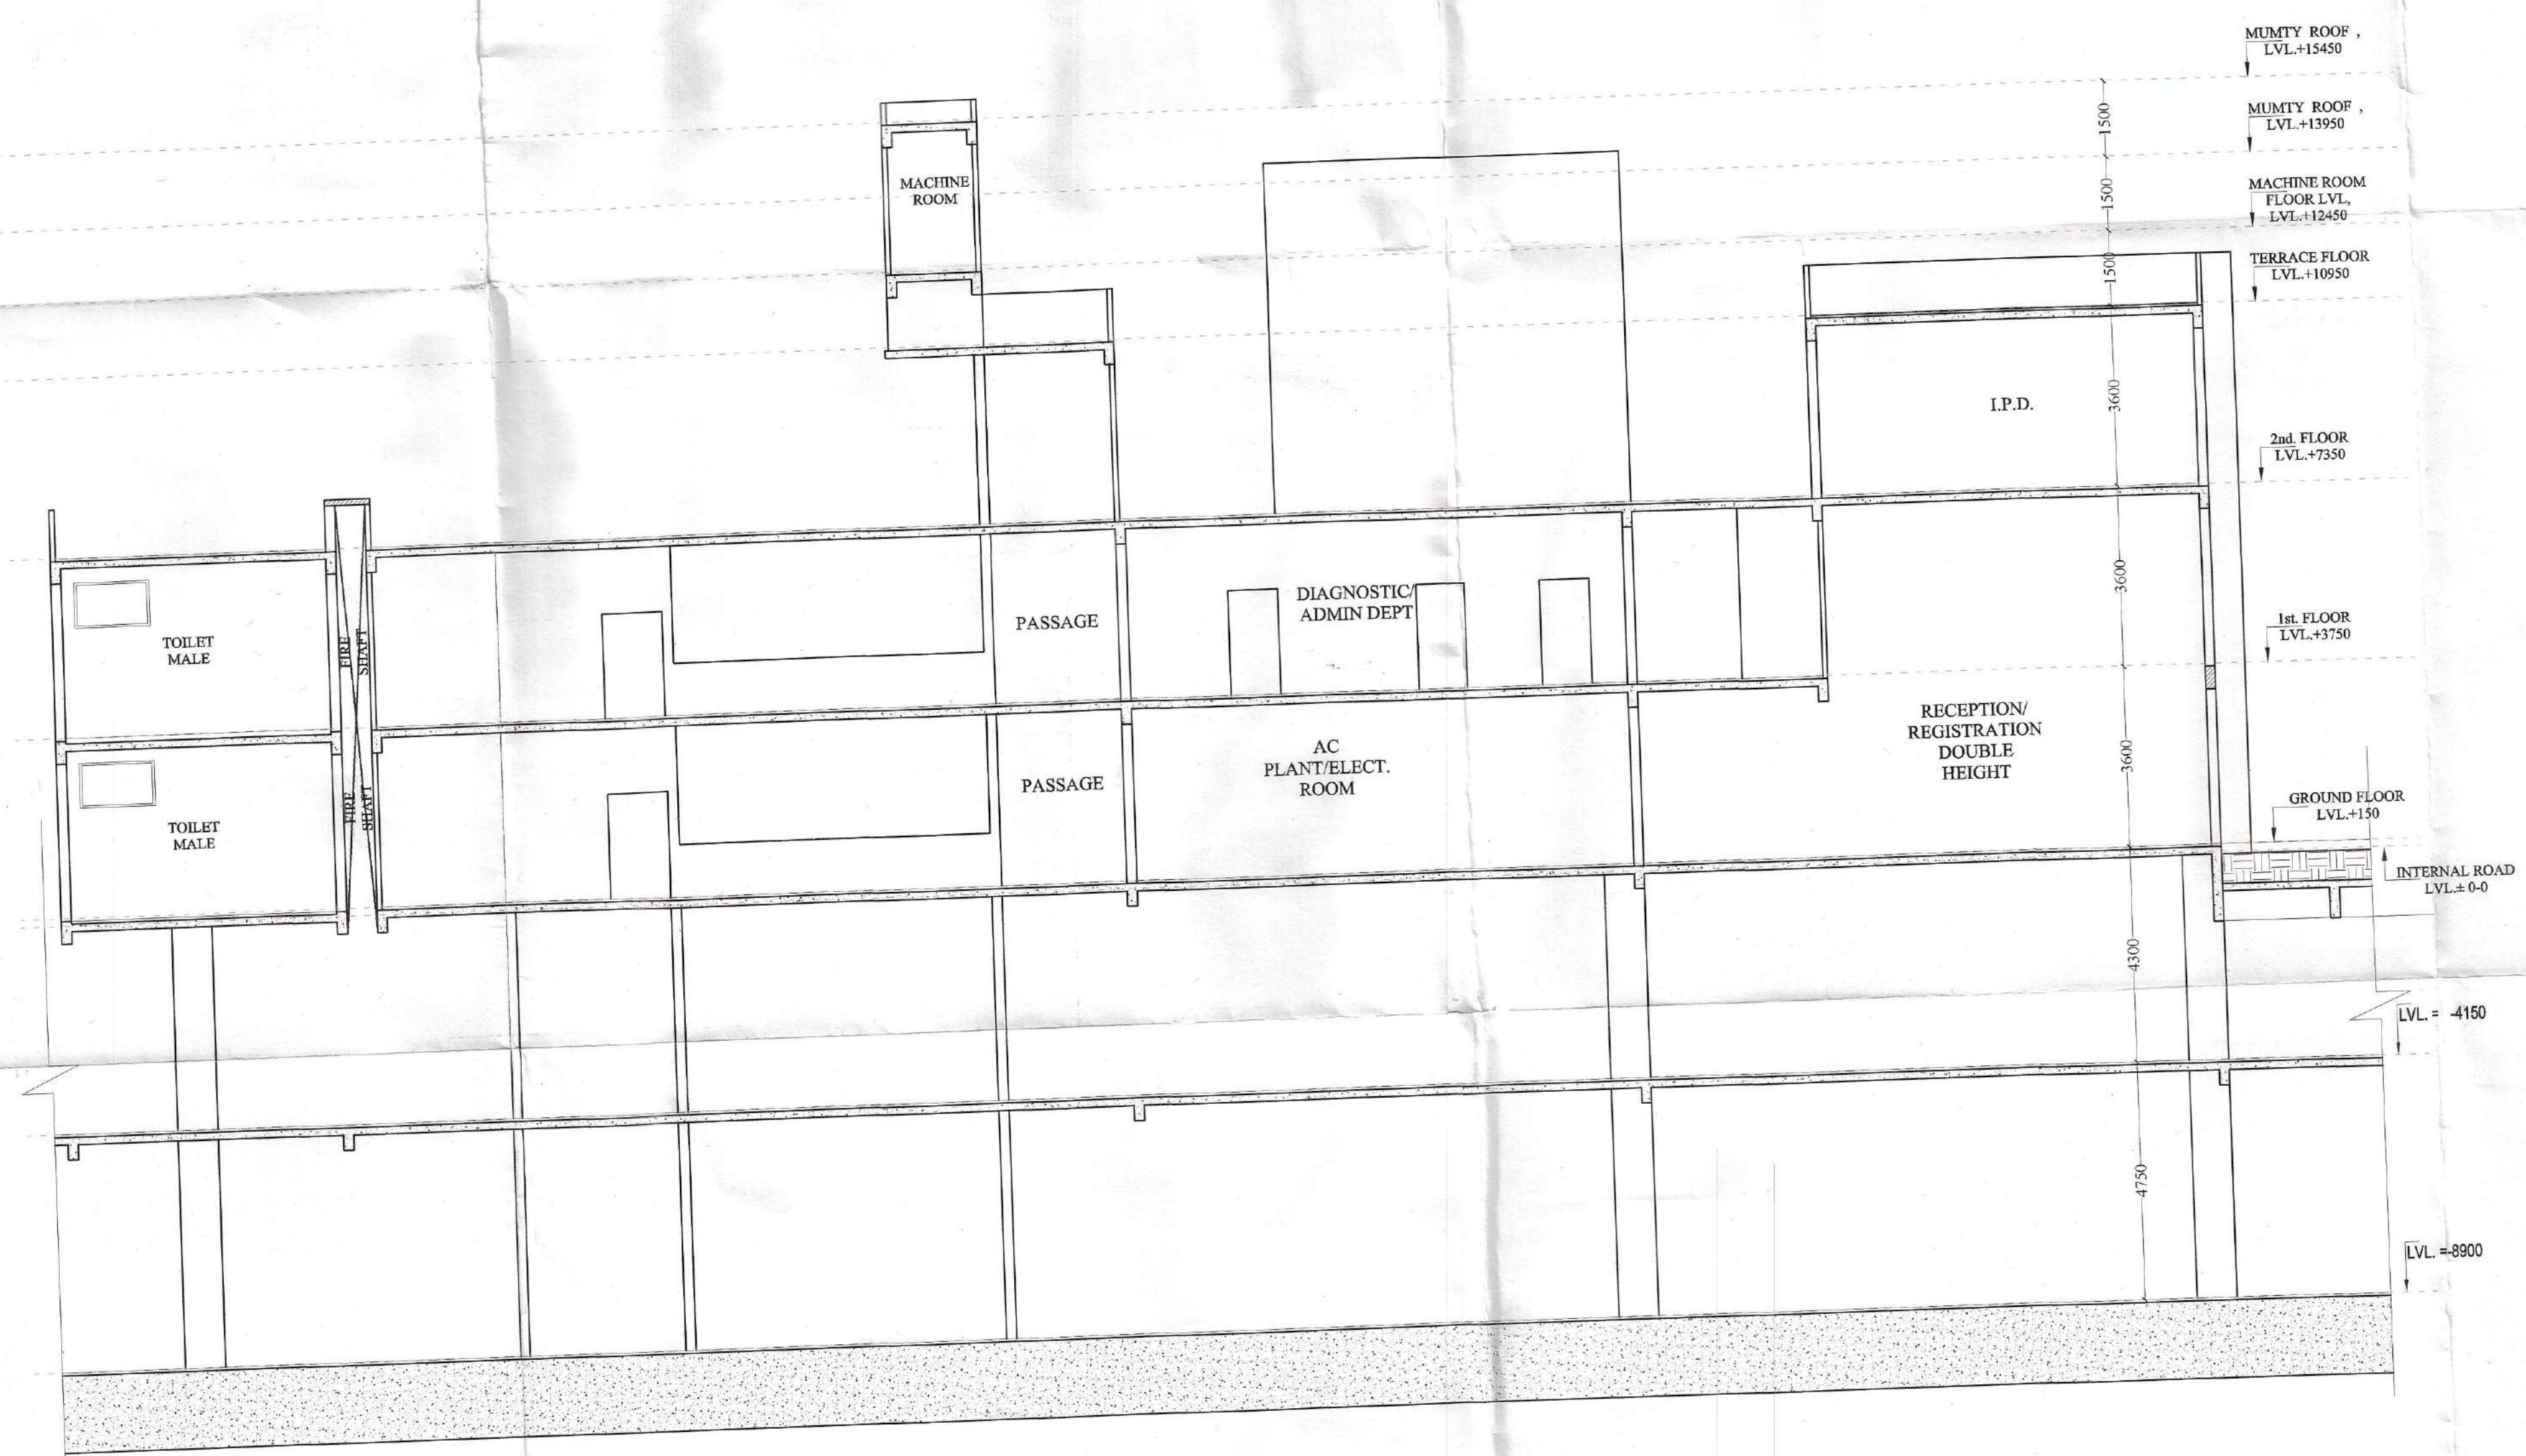 MUMTY ROOF ,
LVL.+15450
MUMTY ROOF ,
LVL.+13950
MACHINE ROOM
FLOOR LVL,
LVL.+12450
TERRACE FLOOR
LVL.+10950
2nd. FLOOR
LVL.+7350
1st. FLOOR
LVL.+3750
GROUND FLOOR
LVL.+150
INTERNAL ROAD
LVL.± 0-0
LVL. = -4150
LVL. =-8900
1500
1500
1500
3600
3600
3600
4300
4750
MACHINE
ROOM
I.P.D.
TOILET
MALE
FIRE
SHAFT
PASSAGE
DIAGNOSTIC/
ADMIN DEPT
TOILET
MALE
FIRE
SHAFT
PASSAGE
AC
PLANT/ELECT.
ROOM
RECEPTION/
REGISTRATION
DOUBLE
HEIGHT